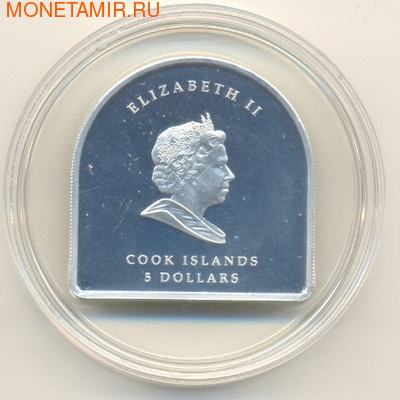 MONETAMIR.RU
ELIZABETH II
COOK ISLANDS
5 DOLLARS